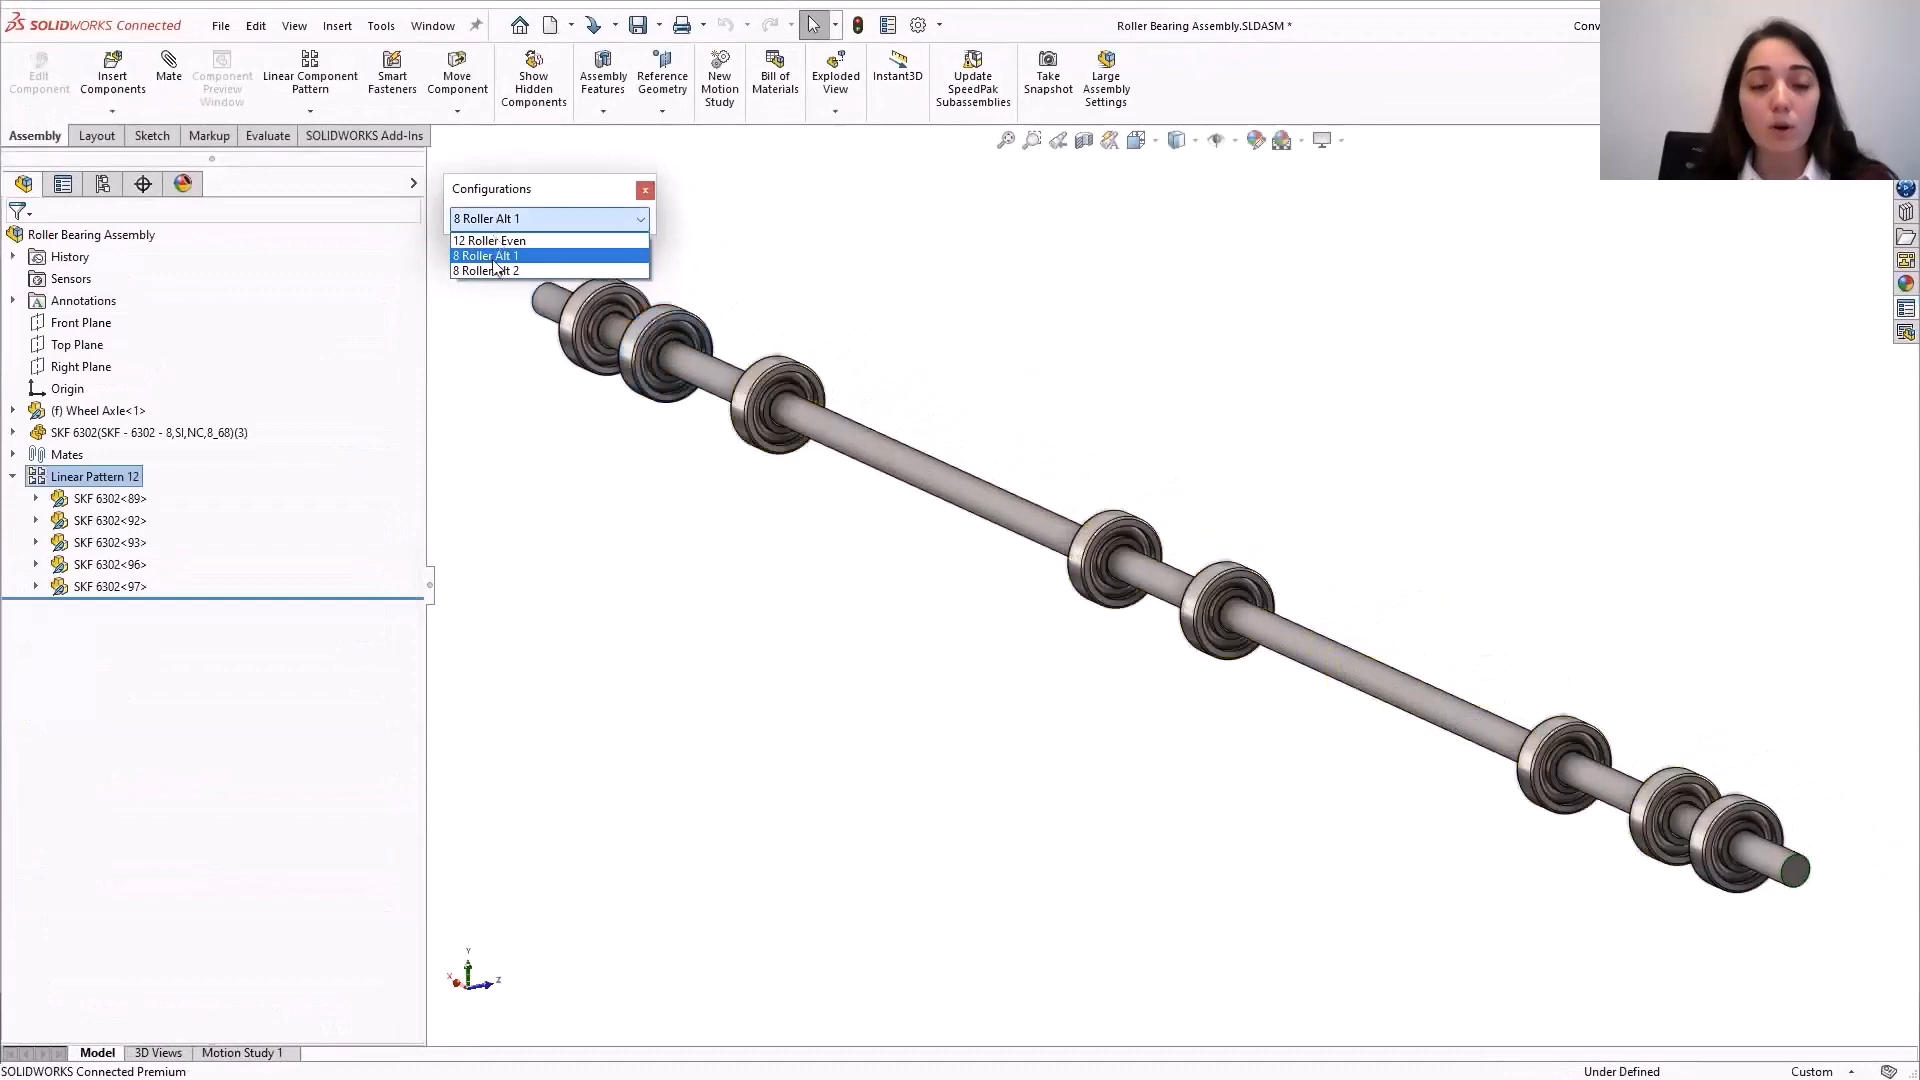 SOLIDWORKS Connected
File Edit View Insert Tools Window
Roller Bearing Assembly.SLDASM *
Conv
Edit Component
Insert Components
Mate
Component Preview Window
Linear Component Pattern
Smart Fasteners
Move Component
Show Hidden Components
Assembly Features
Reference Geometry
New Motion Study
Bill of Materials
Exploded View
Instant3D
Update SpeedPak Subassemblies
Take Snapshot
Large Assembly Settings
Assembly Layout Sketch Markup Evaluate SOLIDWORKS Add-Ins
Configurations
x
8 Roller Alt 1
12 Roller Even
8 Roller Alt 1
8 Roller Alt 2
Roller Bearing Assembly
History
Sensors
A Annotations
Front Plane
Top Plane
Right Plane
Origin
(f) Wheel Axle<1>
SKF 6302(SKF - 6302 - 8,SI,NC,8_68)(3)
Mates
Linear Pattern 12
SKF 6302<89>
SKF 6302<92>
SKF 6302<93>
SKF 6302<96>
SKF 6302<97>
Y
X
Z
Model 3D Views Motion Study 1
SOLIDWORKS Connected Premium
Under Defined
Custom